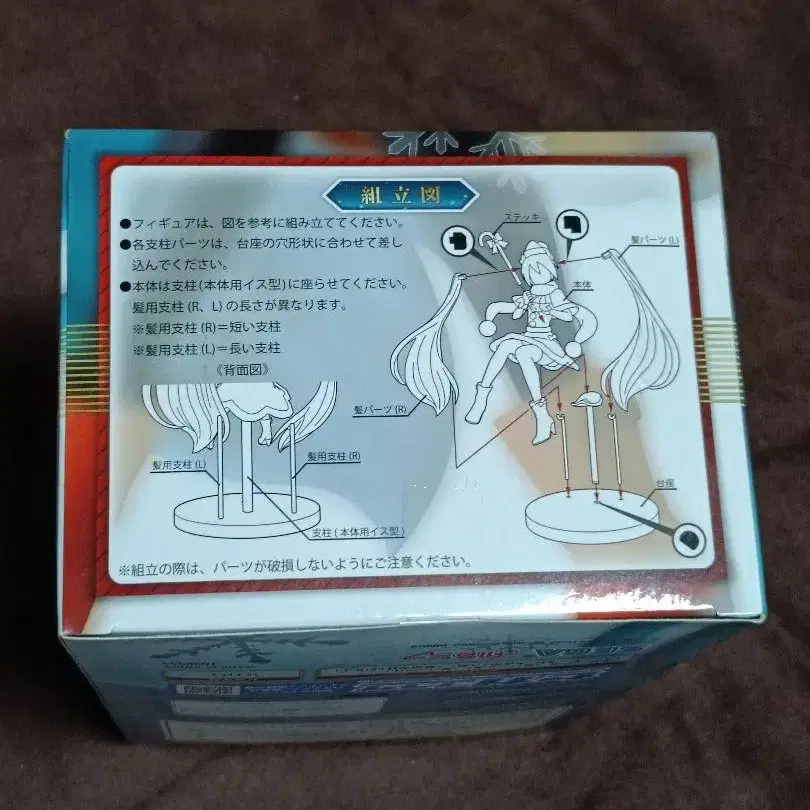 組立図
●フィギュアは、図を参考に組み立ててください。
●各支柱パーツは、台座の穴形状に合わせて差し
込んでください。
●本体は支柱(本体用イス型)に座らせてください。
髪用支柱(R、L)の長さが異なります。
※髪用支柱(R)=短い支柱
※髪用支柱(L)=長い支柱
《背面図》
ステッキ
髪パーツ(L)
本体
髪パーツ(R)
髪用支柱(L)
髪用支柱(R)
支柱(本体用イス型)
台座
※組立の際は、パーツが破損しないようにご注意ください。
SEGA